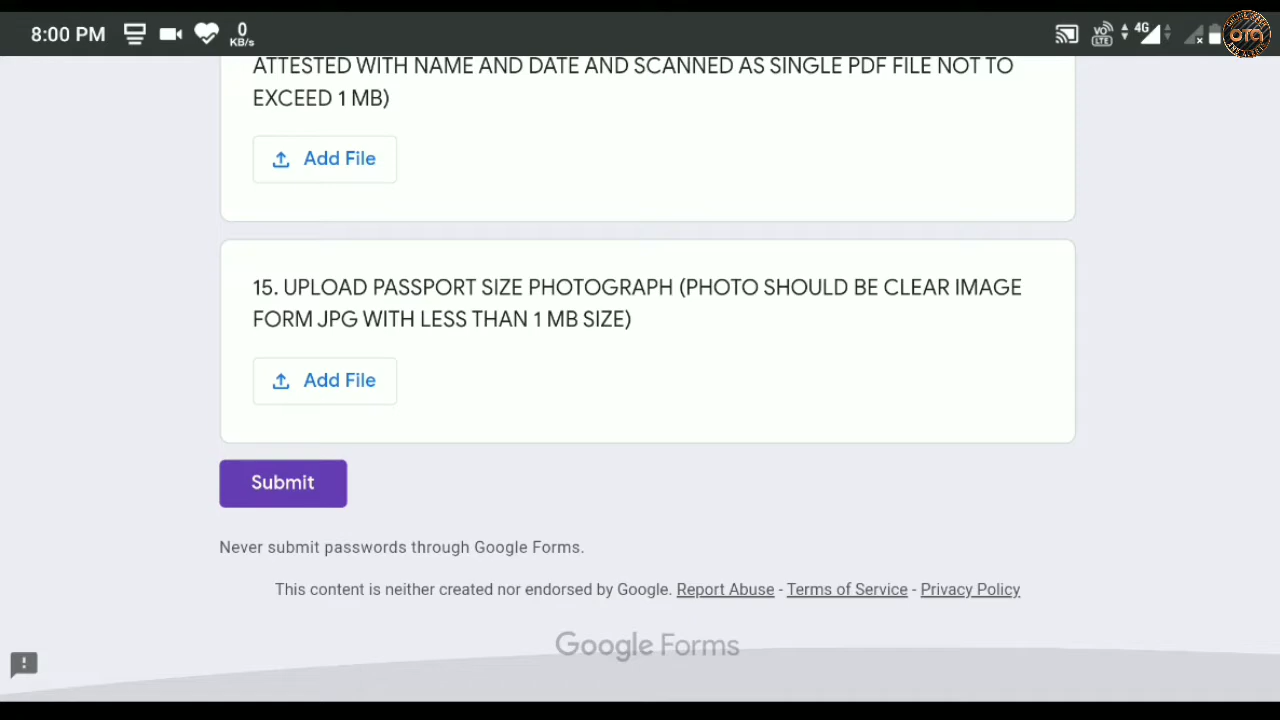 8:00 PM
0
KB/s
VO
LTE
4G
ATTESTED WITH NAME AND DATE AND SCANNED AS SINGLE PDF FILE NOT TO
EXCEED 1 MB)
Add File
15. UPLOAD PASSPORT SIZE PHOTOGRAPH (PHOTO SHOULD BE CLEAR IMAGE
FORM JPG WITH LESS THAN 1 MB SIZE)
Add File
Submit
Never submit passwords through Google Forms.
This content is neither created nor endorsed by Google. Report Abuse - Terms of Service - Privacy Policy
Google Forms